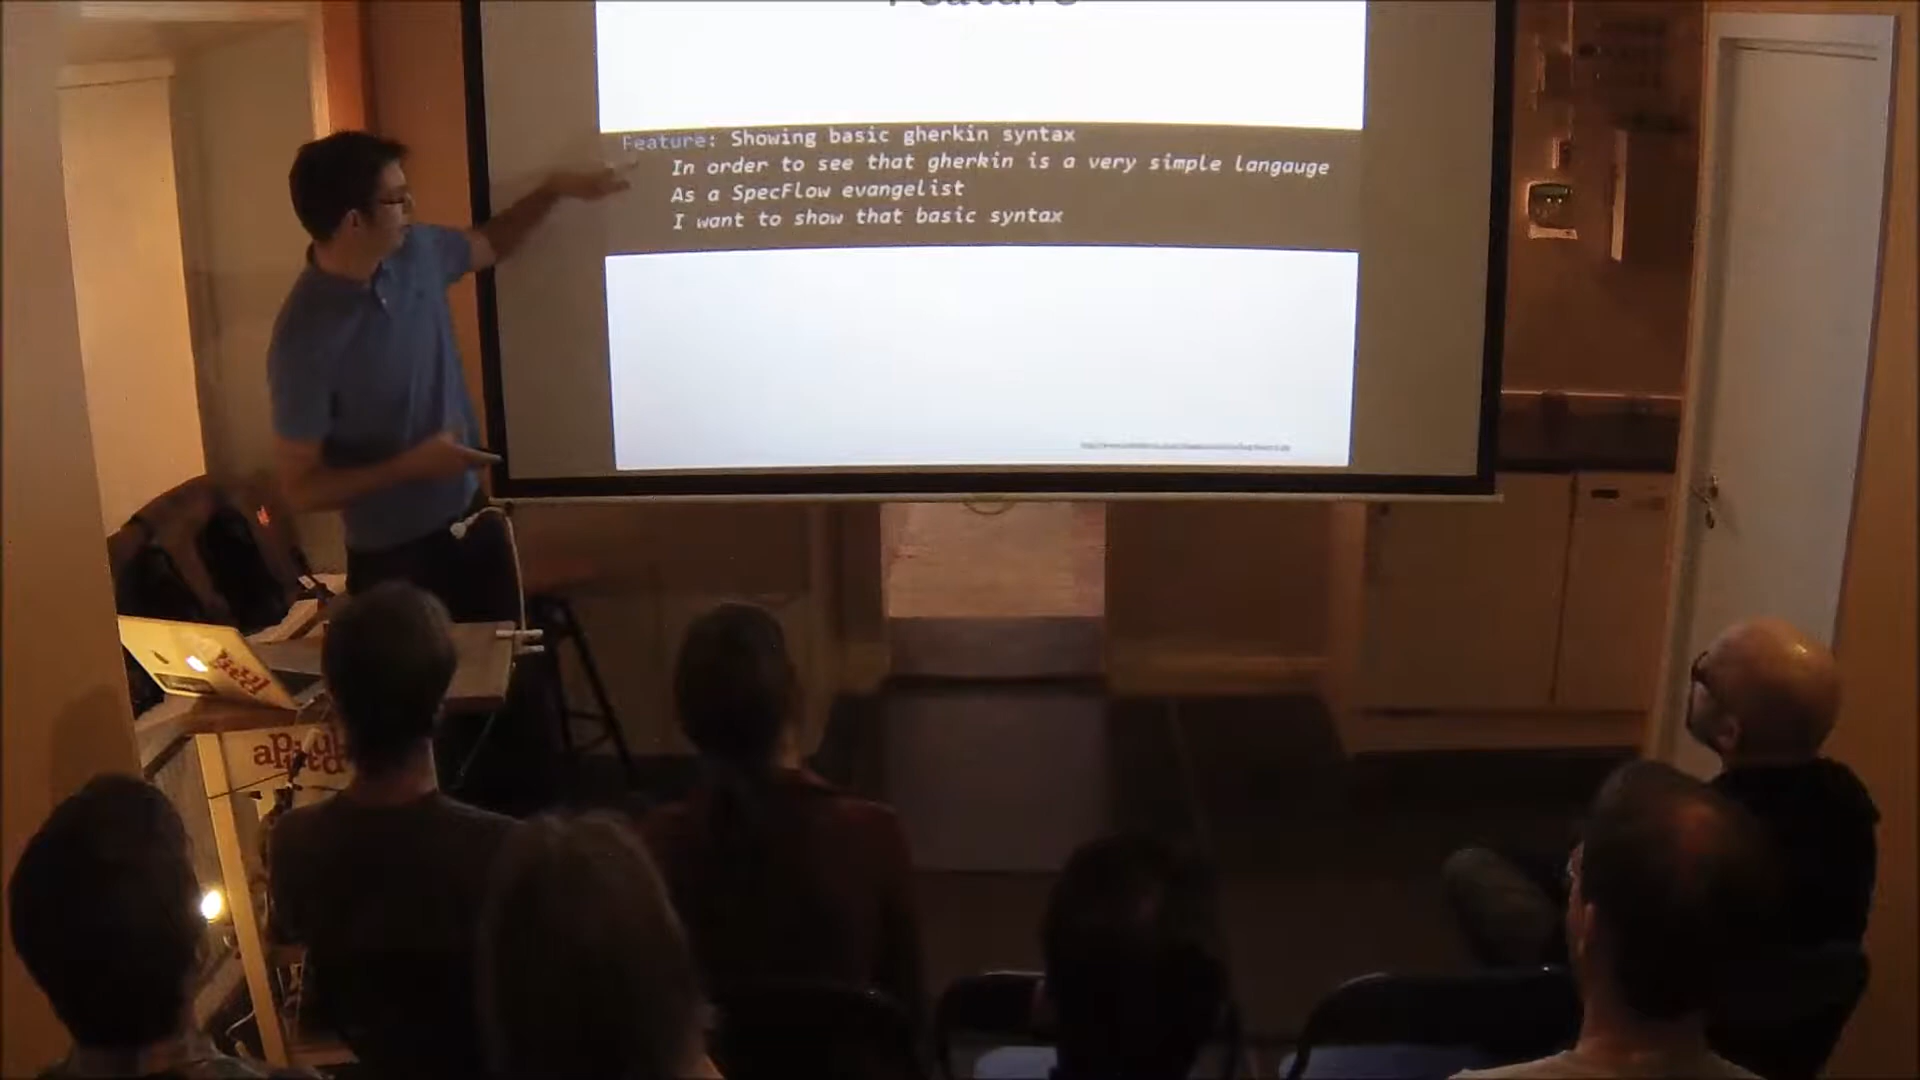 Feature
Feature: Showing basic gherkin syntax
In order to see that gherkin is a very simple langauge
As a SpecFlow evangelist
I want to show that basic syntax